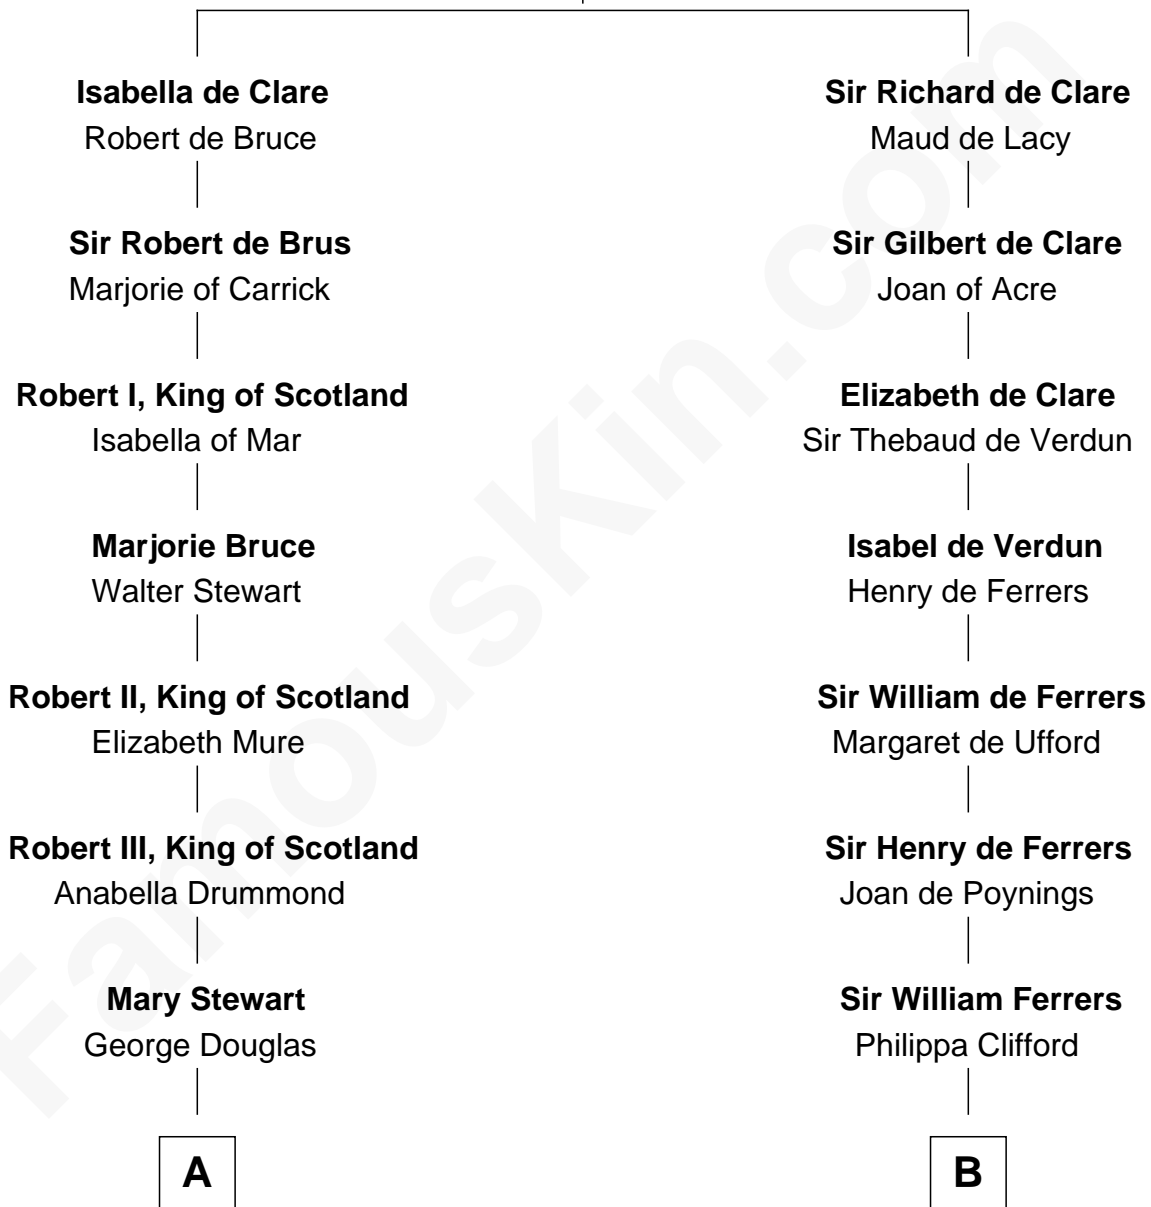 Isabella de Clare
Robert de Bruce
Sir Robert de Brus
Marjorie of Carrick
Robert I, King of Scotland
Isabella of Mar
Marjorie Bruce
Walter Stewart
Robert II, King of Scotland
Elizabeth Mure
Robert III, King of Scotland
Anabella Drummond
Mary Stewart
George Douglas
A
Sir Richard de Clare
Maud de Lacy
Sir Gilbert de Clare
Joan of Acre
Elizabeth de Clare
Sir Thebaud de Verdun
Isabel de Verdun
Henry de Ferrers
Sir William de Ferrers
Margaret de Ufford
Sir Henry de Ferrers
Joan de Poynings
Sir William Ferrers
Philippa Clifford
B
FamousKin.com